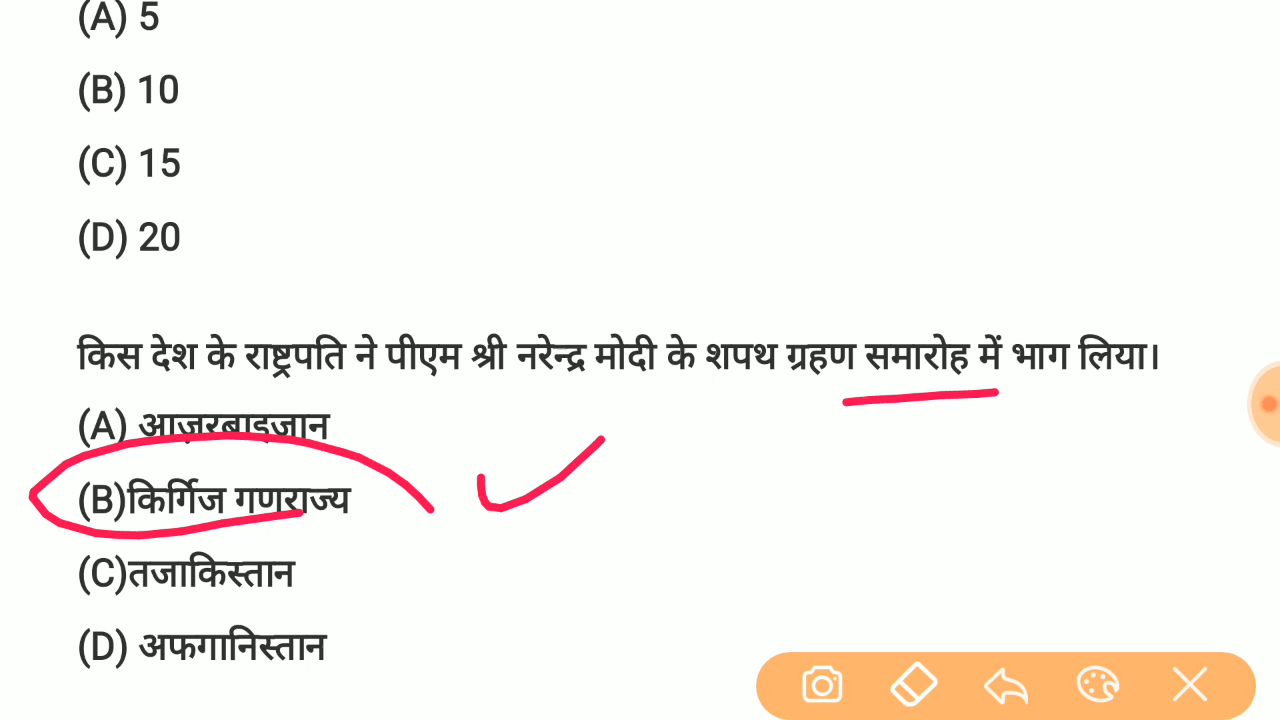 (A) 5
(B) 10
(C) 15
(D) 20
किस देश के राष्ट्रपति ने पीएम श्री नरेन्द्र मोदी के शपथ ग्रहण समारोह में भाग लिया।
(A) आज़रबाइजान
(B)किर्गिज गणराज्य
(C)तजाकिस्तान
(D) अफगानिस्तान